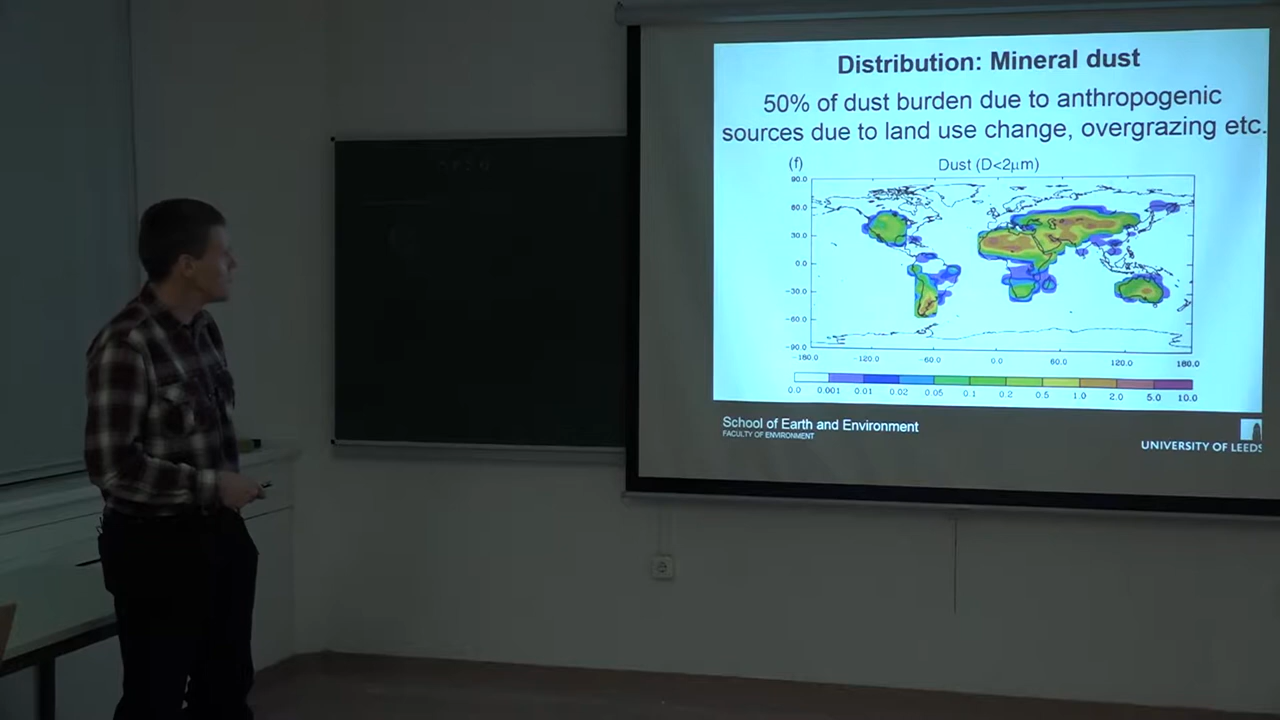 Distribution: Mineral dust
50% of dust burden due to anthropogenic
sources due to land use change, overgrazing etc.
(f) Dust (D<2μm)
90.0
60.0
30.0
0.0
-30.0
-60.0
-90.0
-180.0 -120.0 -60.0 0.0 60.0 120.0 180.0
0.0 0.001 0.01 0.02 0.05 0.1 0.2 0.5 1.0 2.0 5.0 10.0
School of Earth and Environment
FACULTY OF ENVIRONMENT
UNIVERSITY OF LEEDS